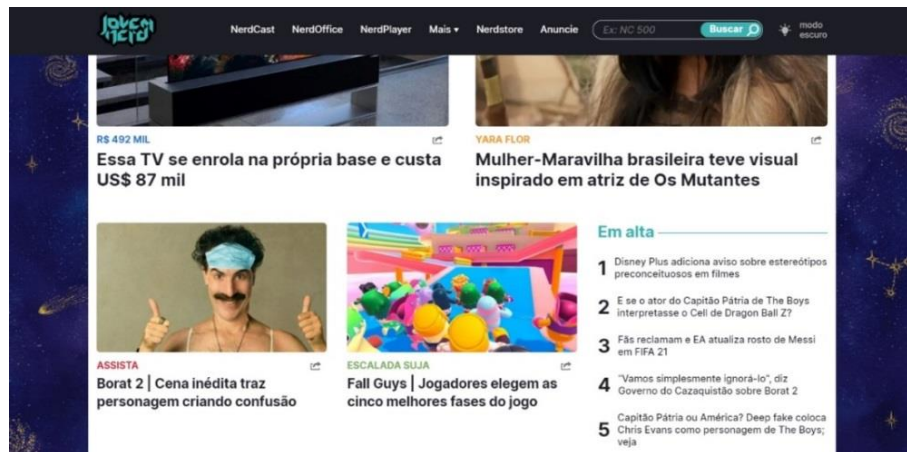 Jovem Nerd
NerdCast NerdOffice NerdPlayer Mais ▾ Nerdstore Anuncie Ex: NC 500 Buscar modo
escuro
R$ 492 MIL
Essa TV se enrola na própria base e custa
US$ 87 mil
YARA FLOR
Mulher-Maravilha brasileira teve visual
inspirado em atriz de Os Mutantes
ASSISTA
Borat 2 | Cena inédita traz
personagem criando confusão
ESCALADA SUJA
Fall Guys | Jogadores elegem as
cinco melhores fases do jogo
Em alta
1 Disney Plus adiciona aviso sobre estereótipos
preconceituosos em filmes
2 E se o ator do Capitão Pátria de The Boys
interpretasse o Cell de Dragon Ball Z?
3 Fãs reclamam e EA atualiza rosto de Messi
em FIFA 21
4 "Vamos simplesmente ignorá-lo", diz
Governo do Cazaquistão sobre Borat 2
5 Capitão Pátria ou América? Deep fake coloca
Chris Evans como personagem de The Boys;
veja